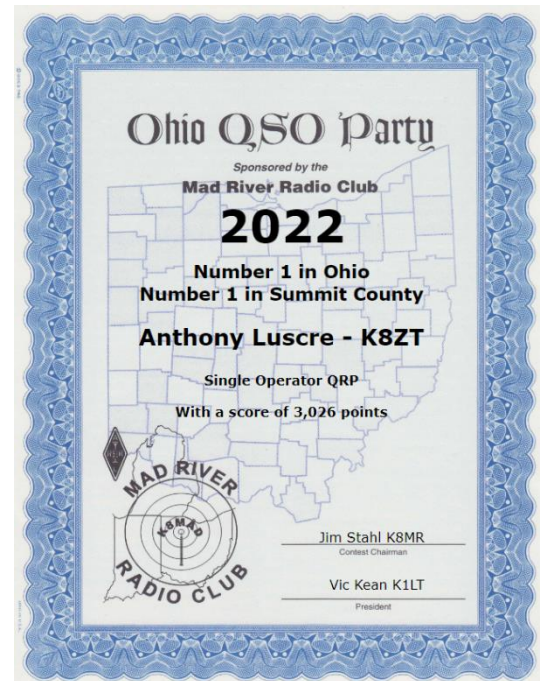 Ohio QSO Party
Sponsored by the
Mad River Radio Club
2022
Number 1 in Ohio
Number 1 in Summit County
Anthony Luscre - K8ZT
Single Operator QRP
With a score of 3,026 points
MAD RIVER
K8MAD
RADIO CLUB
Jim Stahl K8MR
Contest Chairman
Vic Kean K1LT
President